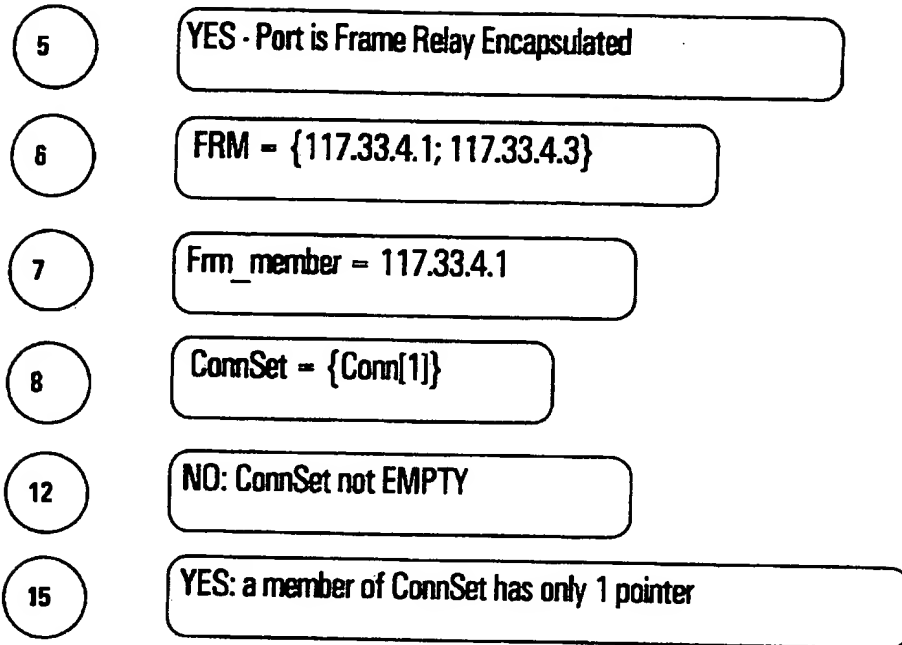 5 YES - Port is Frame Relay Encapsulated
6 FRM = {117.33.4.1; 117.33.4.3}
7 Frm_member = 117.33.4.1
8 ConnSet = {Conn[1]}
12 NO: ConnSet not EMPTY
15 YES: a member of ConnSet has only 1 pointer